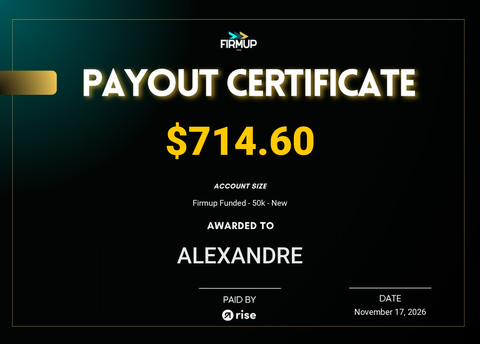 FIRMUP
PAYOUT CERTIFICATE
$714.60
ACCOUNT SIZE
Firmup Funded - 50k - New
AWARDED TO
ALEXANDRE
PAID BY
rise
DATE
November 17, 2026